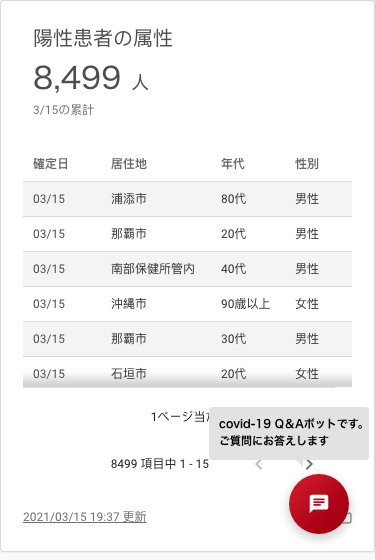 陽性患者の属性
8,499 人
3/15の累計
確定日 居住地 年代 性別
03/15 浦添市 80代 男性
03/15 那覇市 20代 男性
03/15 南部保健所管内 40代 男性
03/15 沖縄市 90歳以上 女性
03/15 那覇市 30代 男性
03/15 石垣市 20代 女性
1ページ当
covid-19 Q&Aボットです。
ご質問にお答えします
8499 項目中 1 - 15
2021/03/15 19:37 更新